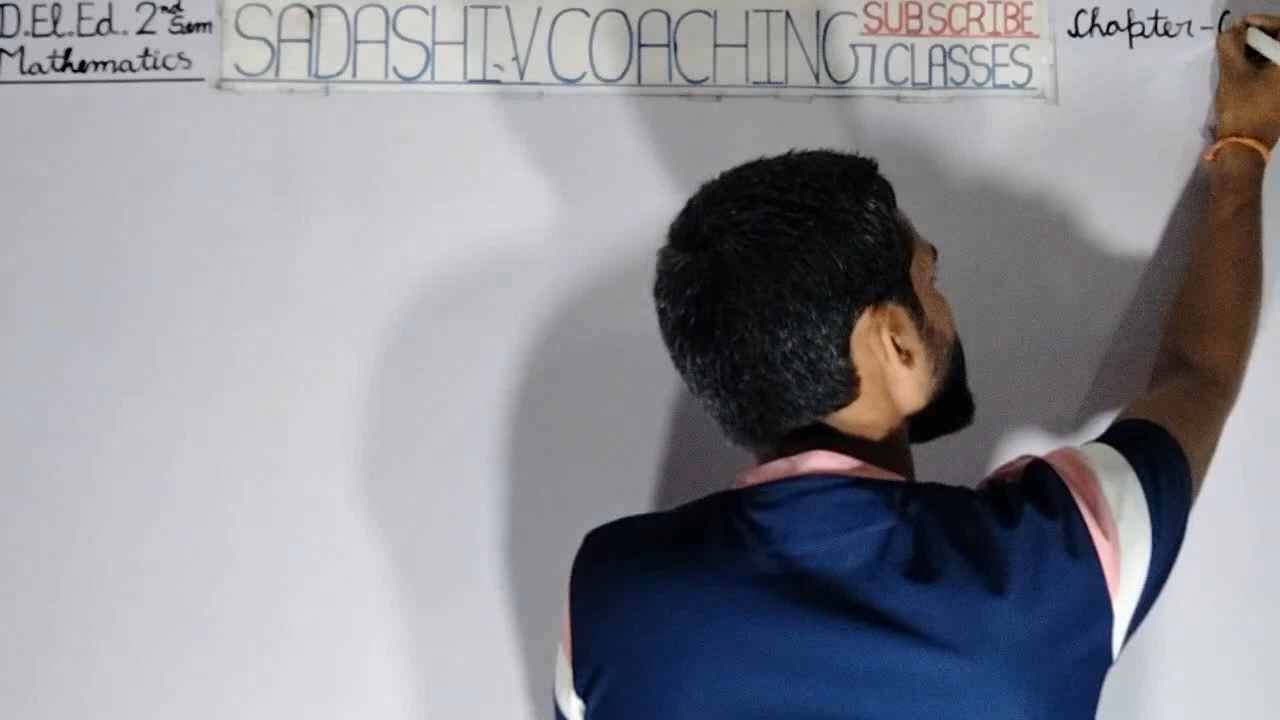 D.El.Ed. 2nd Sem
Mathematics
SADASHIV COACHING
SUBSCRIBE
CLASSES
Chapter-